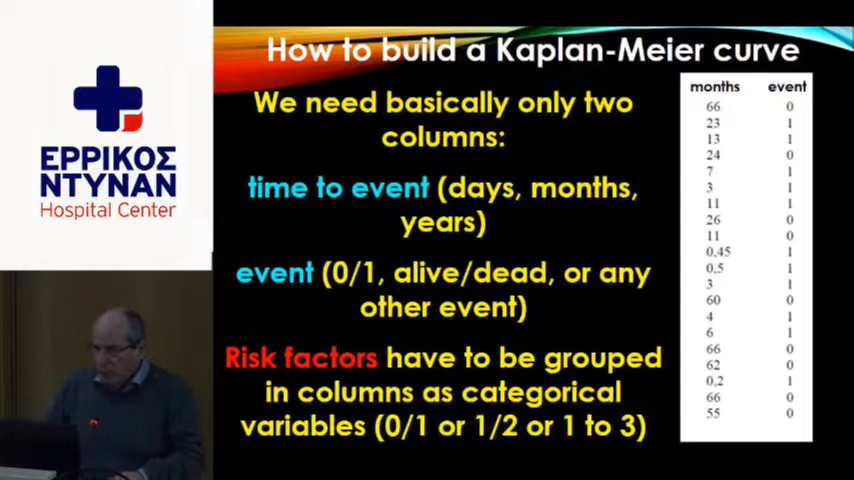 ΕΡΡΙΚΟΣ
ΝΤΥΝΑΝ
Hospital Center
How to build a Kaplan-Meier curve
We need basically only two
columns:
time to event (days, months,
years)
event (0/1, alive/dead, or any
other event)
Risk factors have to be grouped
in columns as categorical
variables (0/1 or 1/2 or 1 to 3)
months event
66 0
23 1
13 1
24 0
7 1
3 1
11 1
26 0
11 0
0,45 1
0,5 1
3 1
60 0
4 1
6 1
66 0
62 0
0,2 1
66 0
55 0